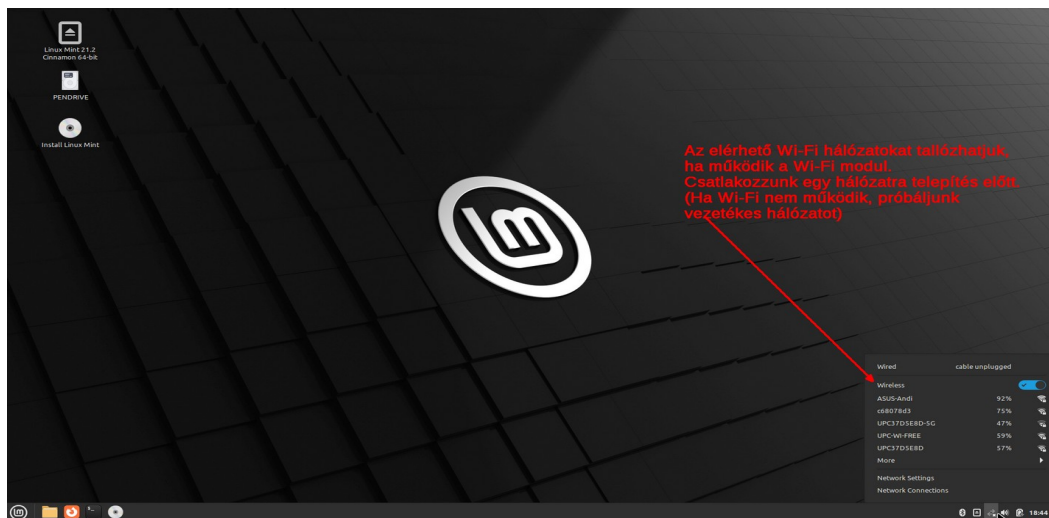 Linux Mint 21.2
Cinnamon 64-bit
PENDRIVE
Install Linux Mint
Az elérhető Wi-Fi hálózatokat tallózhatjuk,
ha működik a Wi-Fi modul.
Csatlakozzunk egy hálózatra telepítés előtt.
(Ha Wi-Fi nem működik, próbáljunk
vezetékes hálózatot)
Wired cable unplugged
Wireless
ASUS-Andi 92%
c68078d3 75%
UPC37D5E8D-5G 47%
UPC-WI-FREE 59%
UPC37D5E8D 57%
More
Network Settings
Network Connections
18:44